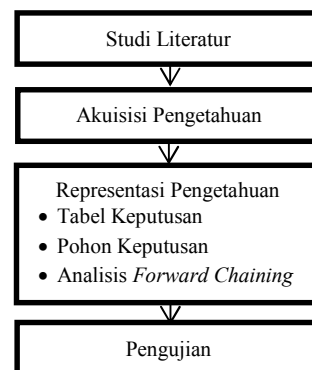 Studi Literatur
Akuisisi Pengetahuan
Representasi Pengetahuan
• Tabel Keputusan
• Pohon Keputusan
• Analisis Forward Chaining
Pengujian